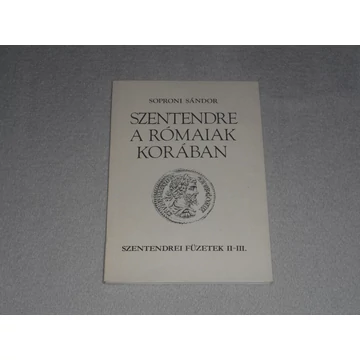 SOPRONI SÁNDOR
SZENTENDRE
A RÓMAIAK
KORÁBAN
SZENTENDREI FÜZETEK II-III.